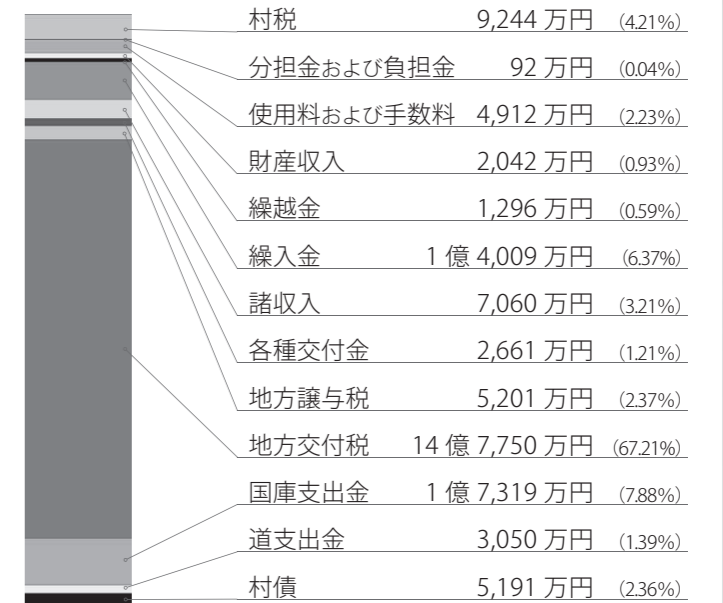 村税 9,244 万円 (4.21%)
分担金および負担金 92 万円 (0.04%)
使用料および手数料 4,912 万円 (2.23%)
財産収入 2,042 万円 (0.93%)
繰越金 1,296 万円 (0.59%)
繰入金 1 億 4,009 万円 (6.37%)
諸収入 7,060 万円 (3.21%)
各種交付金 2,661 万円 (1.21%)
地方譲与税 5,201 万円 (2.37%)
地方交付税 14 億 7,750 万円 (67.21%)
国庫支出金 1 億 7,319 万円 (7.88%)
道支出金 3,050 万円 (1.39%)
村債 5,191 万円 (2.36%)